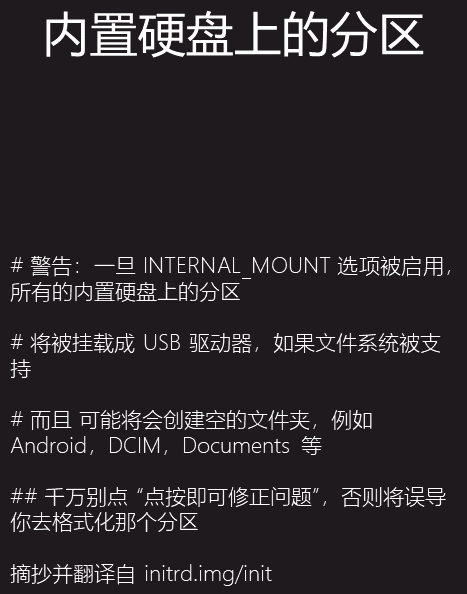 内置硬盘上的分区
# 警告：一旦 INTERNAL_MOUNT 选项被启用，
所有的内置硬盘上的分区
# 将被挂载成 USB 驱动器，如果文件系统被支
持
# 而且 可能将会创建空的文件夹，例如
Android，DCIM，Documents 等
## 千万别点 “点按即可修正问题”，否则将误导
你去格式化那个分区
摘抄并翻译自 initrd.img/init